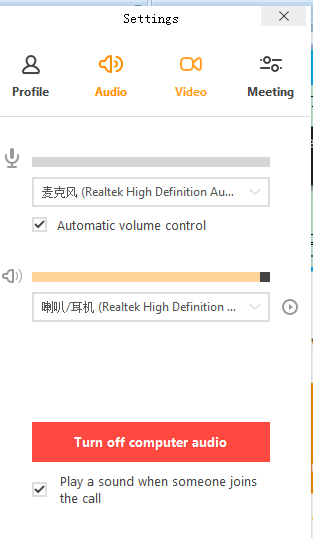 Settings
Profile Audio Video Meeting
麦克风 (Realtek High Definition Au...
Automatic volume control
喇叭/耳机 (Realtek High Definition ...
Turn off computer audio
Play a sound when someone joins
the call